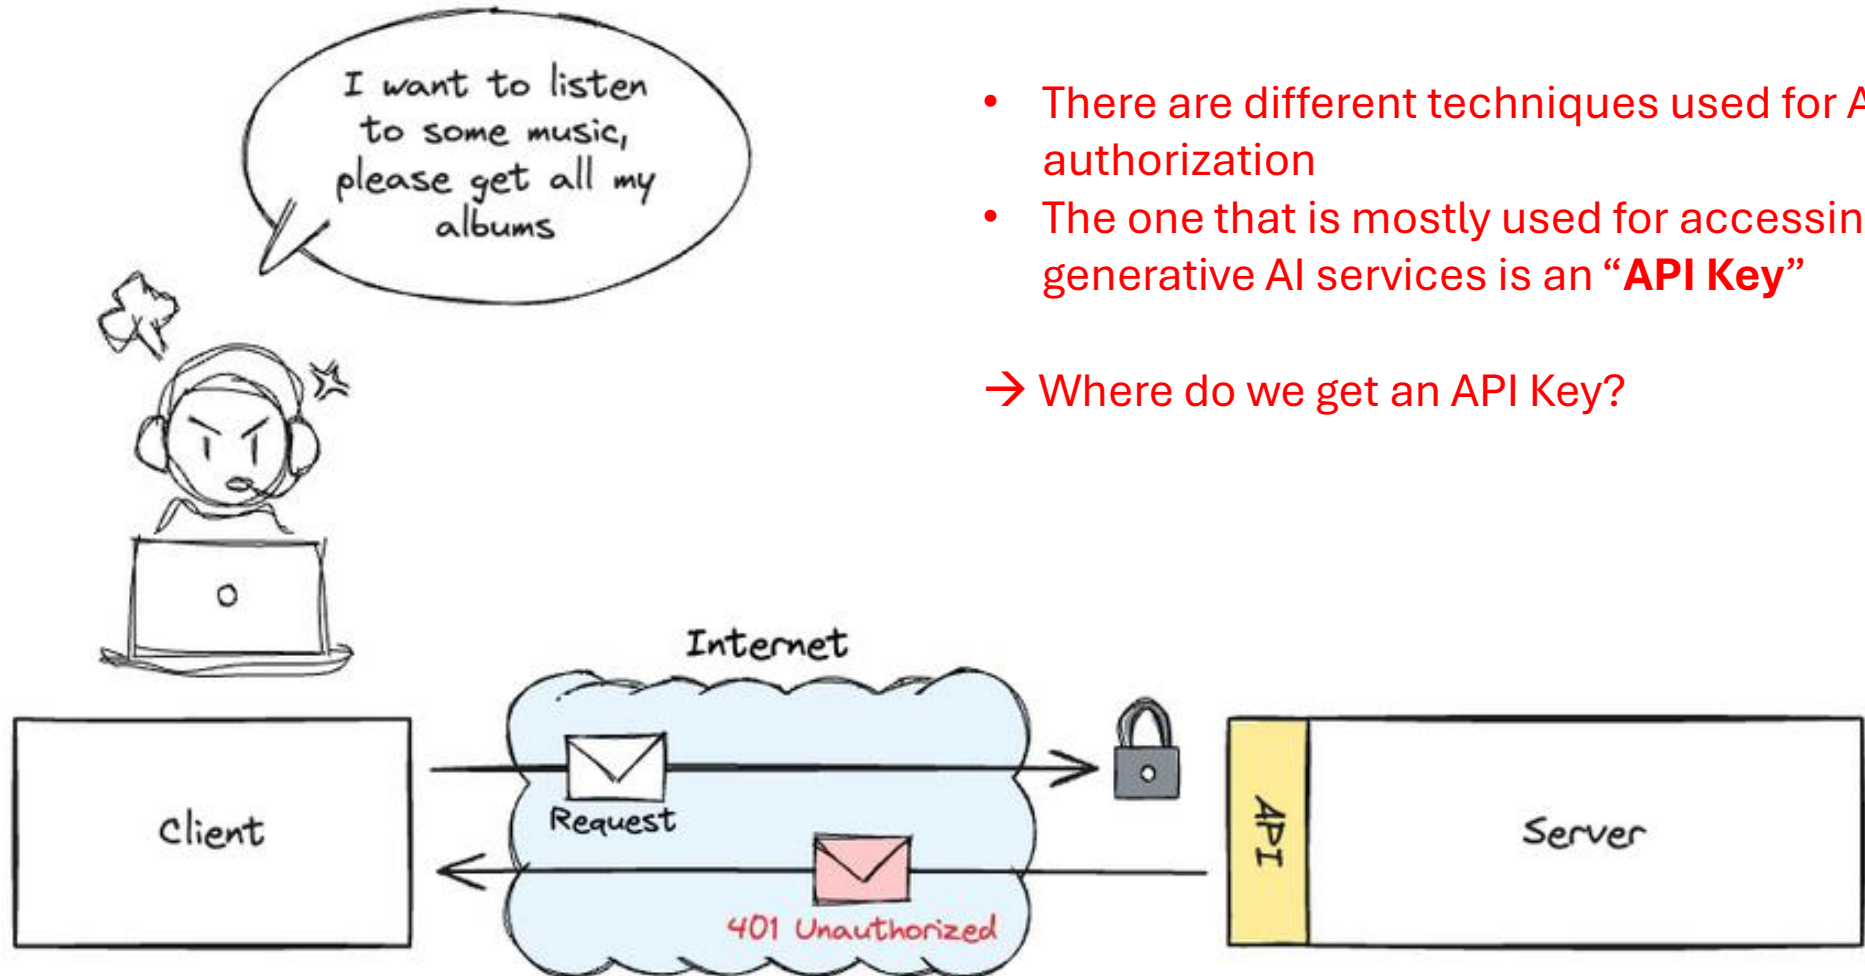 I want to listen
to some music,
please get all my
albums
• There are different techniques used for A
authorization
• The one that is mostly used for accessin
generative AI services is an “API Key”
→ Where do we get an API Key?
Internet
Client
Request
401 Unauthorized
API
Server